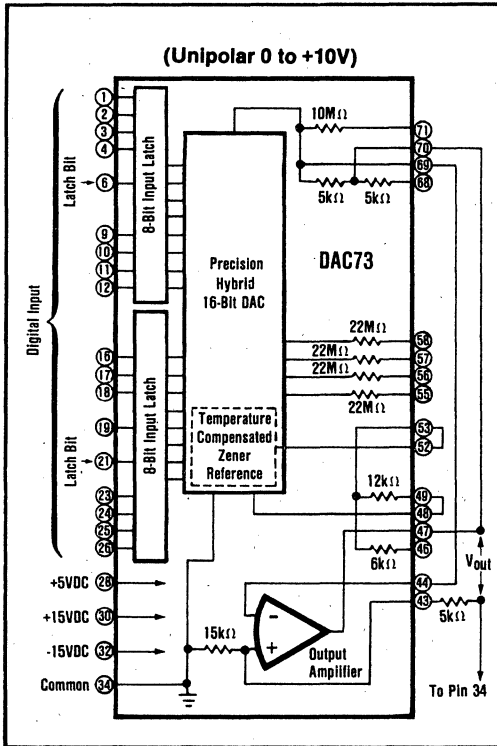 (Unipolar 0 to +10V)
1
2
3
4
6
9
10
11
12
16
17
18
19
21
23
24
25
26
28
30
32
34
Digital Input
Latch Bit
Latch Bit
8-Bit Input Latch
8-Bit Input Latch
+5VDC
+15VDC
-15VDC
Common
Precision
Hybrid
16-Bit DAC
Temperature
Compensated
Zener
Reference
DAC73
10MΩ
5kΩ 5kΩ
22MΩ
22MΩ
22MΩ
22MΩ
12kΩ
6kΩ
15kΩ
Output
Amplifier
71
70
69
68
58
57
56
55
53
52
49
48
47
46
44
43
Vout
5kΩ
To Pin 34